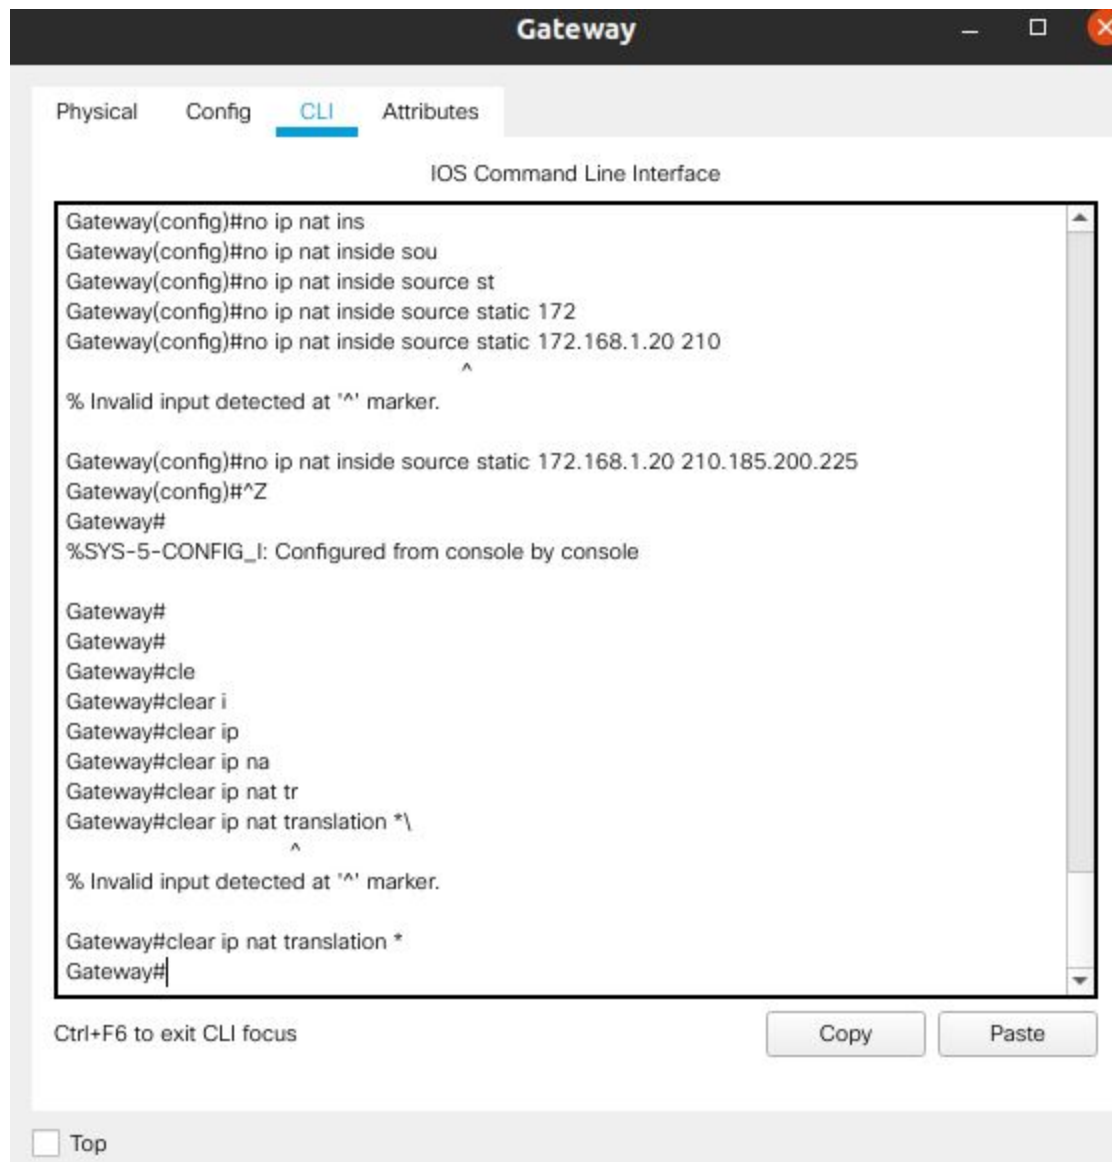 Gateway
Physical Config CLI Attributes
IOS Command Line Interface
Gateway(config)#no ip nat ins
Gateway(config)#no ip nat inside sou
Gateway(config)#no ip nat inside source st
Gateway(config)#no ip nat inside source static 172
Gateway(config)#no ip nat inside source static 172.168.1.20 210
^
% Invalid input detected at '^' marker.
Gateway(config)#no ip nat inside source static 172.168.1.20 210.185.200.225
Gateway(config)#^Z
Gateway#
%SYS-5-CONFIG_I: Configured from console by console
Gateway#
Gateway#
Gateway#cle
Gateway#clear i
Gateway#clear ip
Gateway#clear ip na
Gateway#clear ip nat tr
Gateway#clear ip nat translation *\
^
% Invalid input detected at '^' marker.
Gateway#clear ip nat translation *
Gateway#
Ctrl+F6 to exit CLI focus
Copy Paste
Top